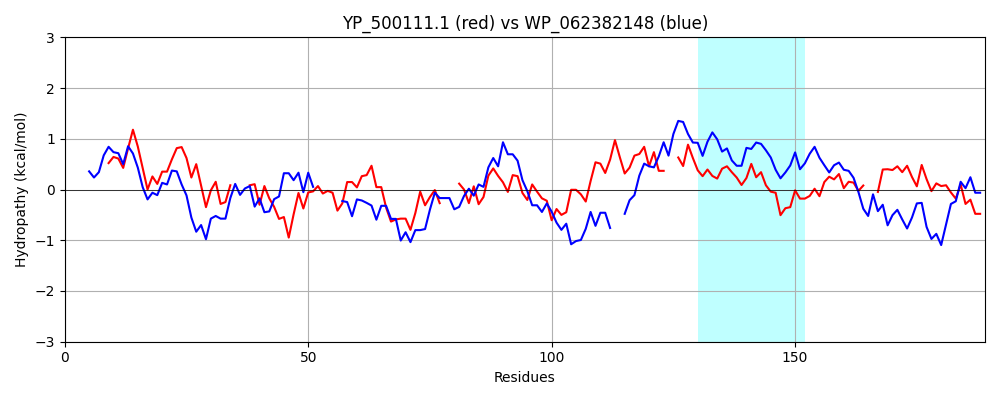 YP_500111.1 (red) vs WP_062382148 (blue)
3
2
1
0
−1
−2
−3
Hydropathy (kcal/mol)
0 50 100 150
Residues